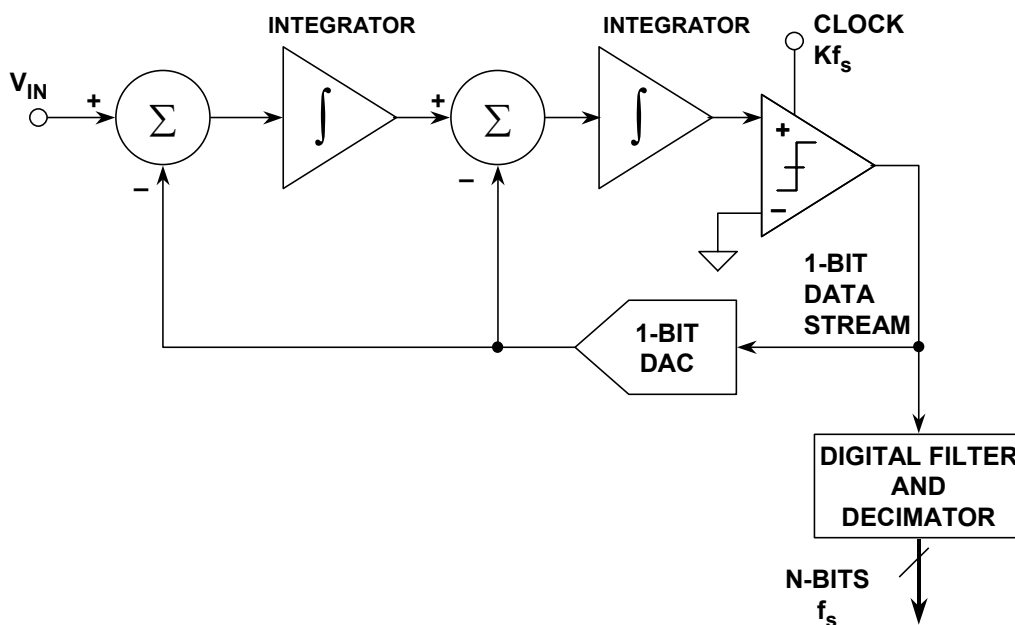 INTEGRATOR
INTEGRATOR
CLOCK
Kfs
VIN
+
Σ
∫
+
Σ
∫
+
–
–
–
1-BIT
DATA
STREAM
1-BIT
DAC
DIGITAL FILTER
AND
DECIMATOR
N-BITS
fs